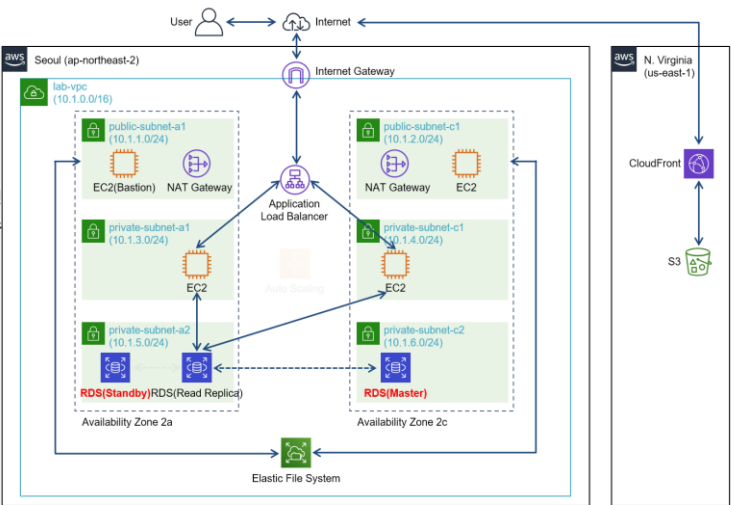 User
Internet
aws
Seoul (ap-northeast-2)
aws
N. Virginia
(us-east-1)
Internet Gateway
lab-vpc
(10.1.0.0/16)
public-subnet-a1
(10.1.1.0/24)
public-subnet-c1
(10.1.2.0/24)
EC2(Bastion)
NAT Gateway
NAT Gateway
EC2
CloudFront
Application
Load Balancer
private-subnet-a1
(10.1.3.0/24)
private-subnet-c1
(10.1.4.0/24)
S3
EC2
Auto Scaling
EC2
private-subnet-a2
(10.1.5.0/24)
private-subnet-c2
(10.1.6.0/24)
RDS(Standby)
RDS(Read Replica)
RDS(Master)
Availability Zone 2a
Availability Zone 2c
Elastic File System